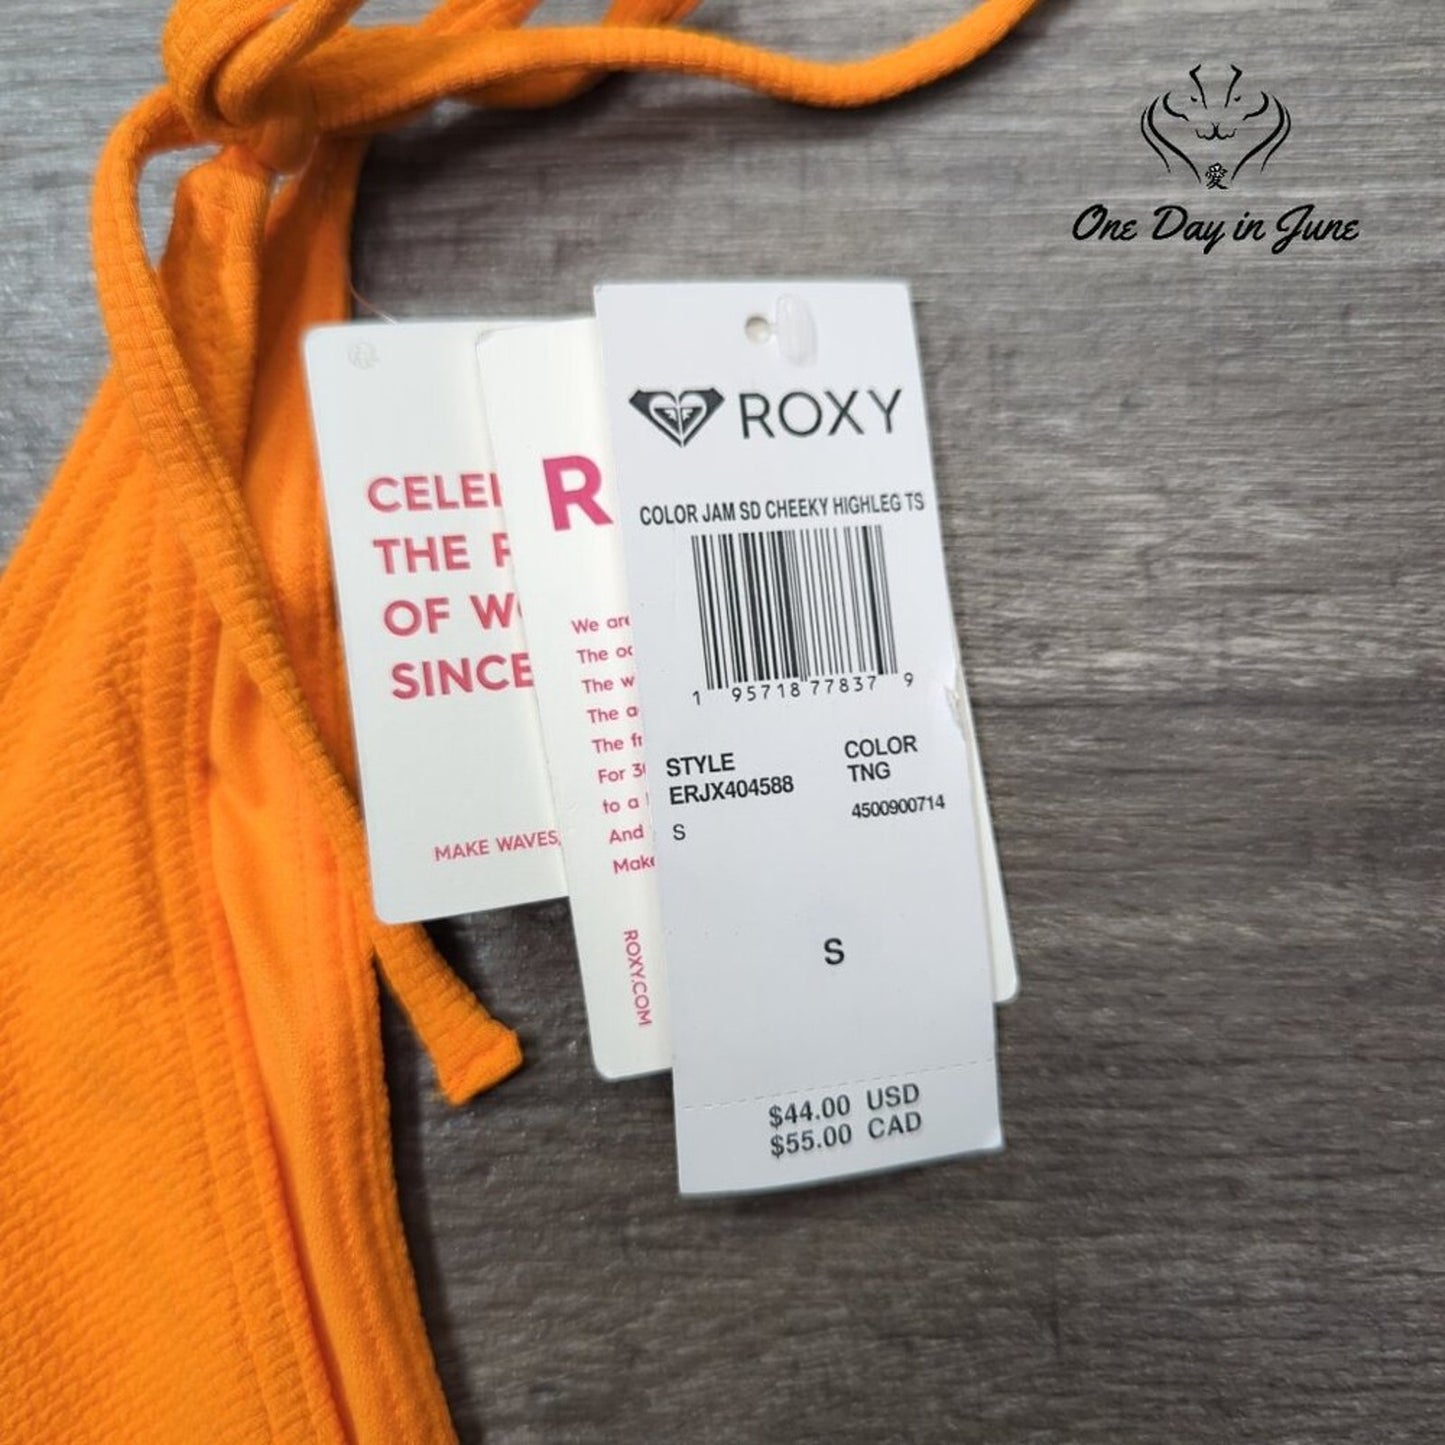 愛
One Day in June
ROXY
COLOR JAM SD CHEEKY HIGHLEG TS
1 95718 77837 9
STYLE
ERJX404588
S
COLOR
TNG
4500900714
S
$44.00 USD
$55.00 CAD
R
We are
The
The
The
The
For
to a
And
Make
ROXY.COM
THE
OF
SINCE
MAKE WAVES,